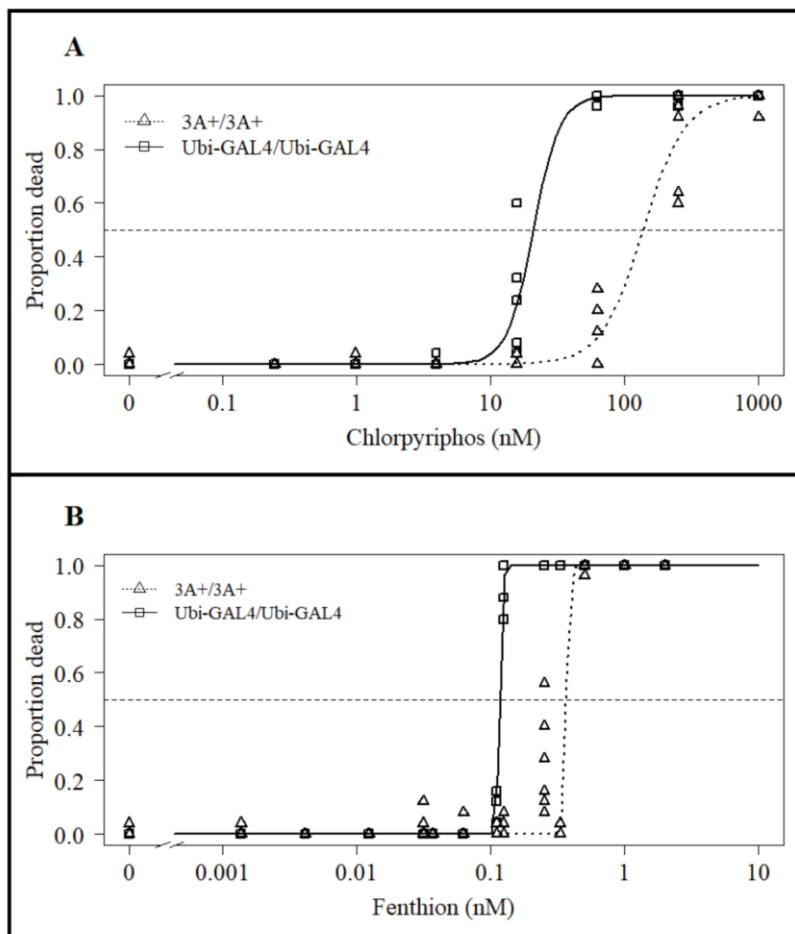 A
Proportion dead
1.0
0.8
0.6
0.4
0.2
0.0
3A+/3A+
Ubi-GAL4/Ubi-GAL4
0 0.1 1 10 100 1000
Chlorpyriphos (nM)
B
Proportion dead
1.0
0.8
0.6
0.4
0.2
0.0
3A+/3A+
Ubi-GAL4/Ubi-GAL4
0 0.001 0.01 0.1 1 10
Fenthion (nM)